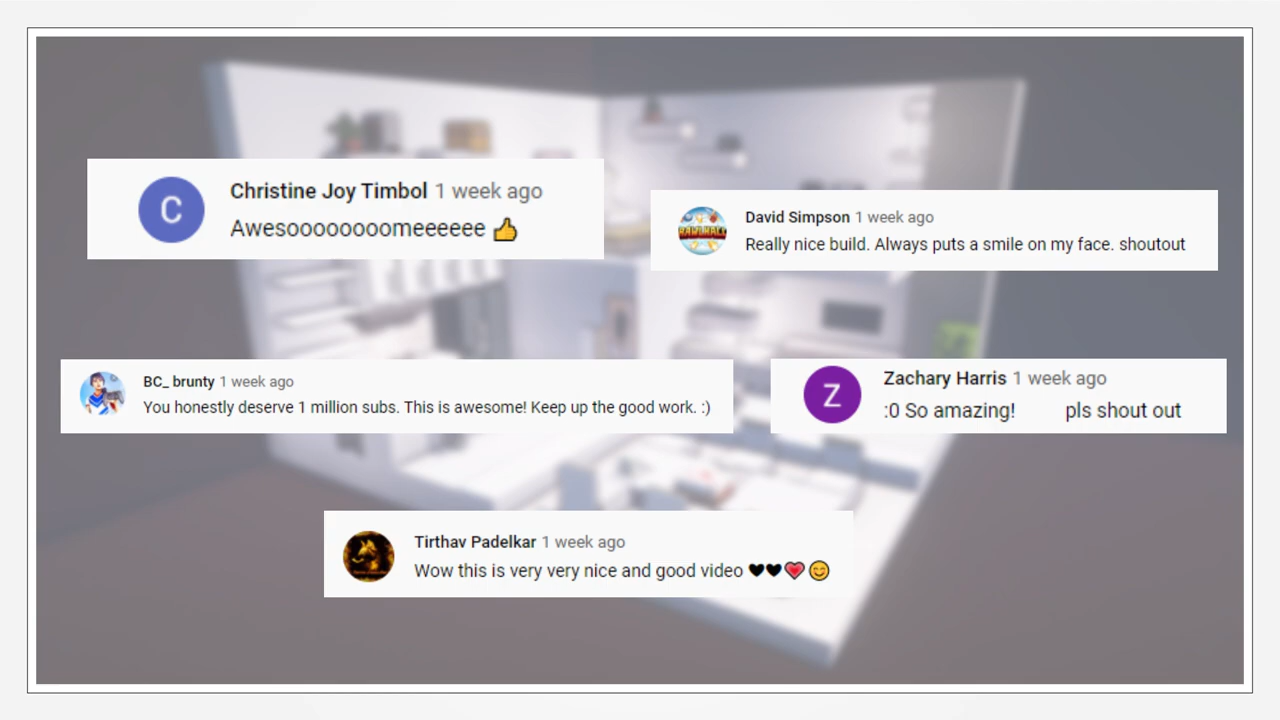 Christine Joy Timbol 1 week ago
Awesoooooooomeeeeee 👍
David Simpson 1 week ago
Really nice build. Always puts a smile on my face. shoutout
BC_ brunty 1 week ago
You honestly deserve 1 million subs. This is awesome! Keep up the good work. :)
Zachary Harris 1 week ago
:0 So amazing! pls shout out
Tirthav Padelkar 1 week ago
Wow this is very very nice and good video 🖤🖤💗😊
C
Z